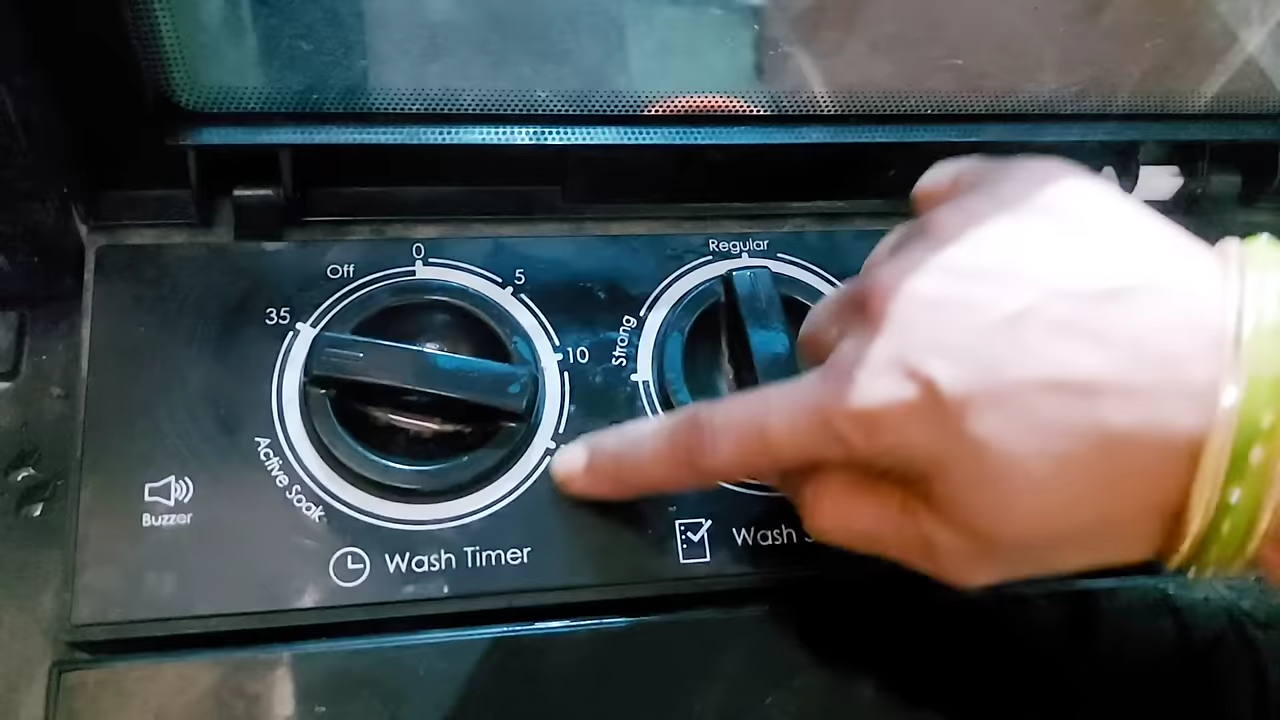 0
Off
5
35
10
Active Soak
Buzzer
Wash Timer
Regular
Strong
Wash